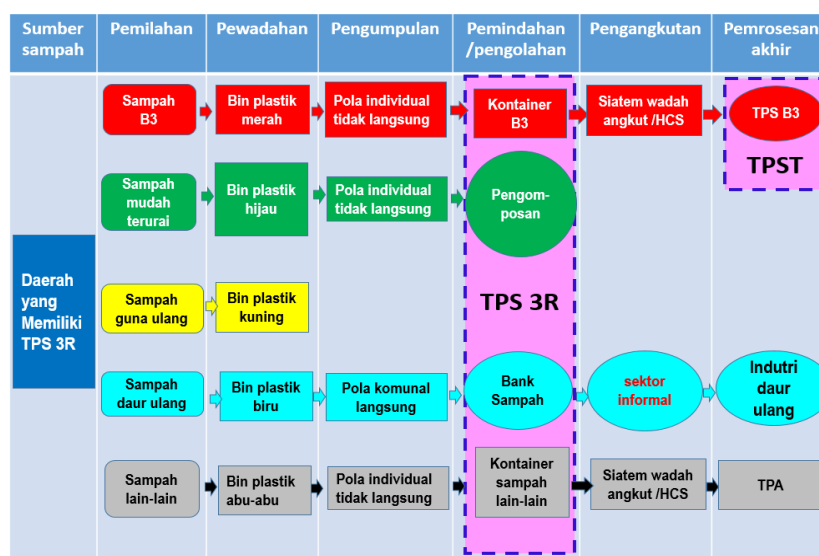 Sumber
sampah
Pemilahan
Pewadahan
Pengumpulan
Pemindahan
/pengolahan
Pengangkutan
Pemrosesan
akhir
Daerah
yang
Memiliki
TPS 3R
Sampah
B3
Bin plastik
merah
Pola individual
tidak langsung
Kontainer
B3
Siatem wadah
angkut /HCS
TPS B3
TPST
Sampah
mudah
terurai
Bin plastik
hijau
Pola individual
tidak langsung
Pengom-
posan
Sampah
guna ulang
Bin plastik
kuning
TPS 3R
Sampah
daur ulang
Bin plastik
biru
Pola komunal
langsung
Bank
Sampah
sektor
informal
Indutri
daur
ulang
Sampah
lain-lain
Bin plastik
abu-abu
Pola individual
tidak langsung
Kontainer
sampah
lain-lain
Siatem wadah
angkut /HCS
TPA